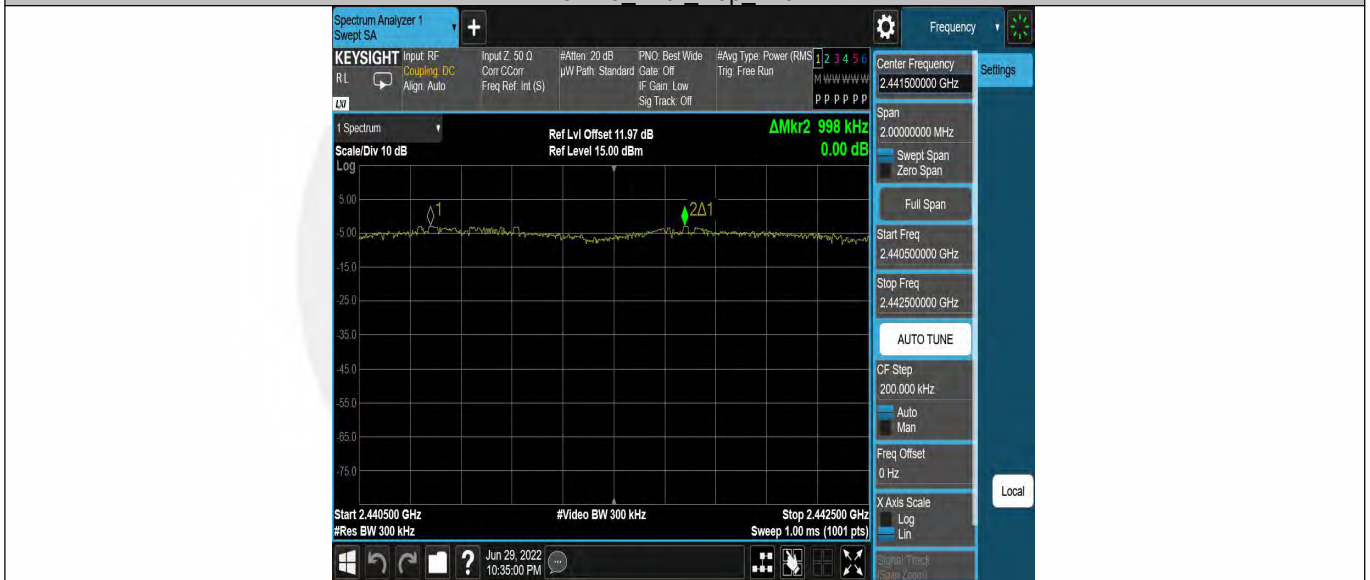 Spectrum Analyzer 1
Swept SA
+
Frequency
KEYSIGHT
RL
LXI
Input: RF
Coupling: DC
Align: Auto
Input Z: 50 Ω
Corr CCorr
Freq Ref: Int (S)
#Atten: 20 dB
µW Path: Standard
PNO: Best Wide
Gate: Off
IF Gain: Low
Sig Track: Off
#Avg Type: Power (RMS
Trig: Free Run
1 2 3 4 5 6
M W W W W W
P P P P P P
1 Spectrum
Ref Lvl Offset 11.97 dB
ΔMkr2 998 kHz
Scale/Div 10 dB
Ref Level 15.00 dBm
0.00 dB
Log
5.00
1
2Δ1
-5.00
-15.0
-25.0
-35.0
-45.0
-55.0
-65.0
-75.0
Start 2.440500 GHz
#Video BW 300 kHz
Stop 2.442500 GHz
#Res BW 300 kHz
Sweep 1.00 ms (1001 pts)
?
Jun 29, 2022
10:35:00 PM
Center Frequency
2.441500000 GHz
Settings
Span
2.00000000 MHz
Swept Span
Zero Span
Full Span
Start Freq
2.440500000 GHz
Stop Freq
2.442500000 GHz
AUTO TUNE
CF Step
200.000 kHz
Auto
Man
Freq Offset
0 Hz
Local
X Axis Scale
Log
Lin
Signal Track
(Span Zoom)